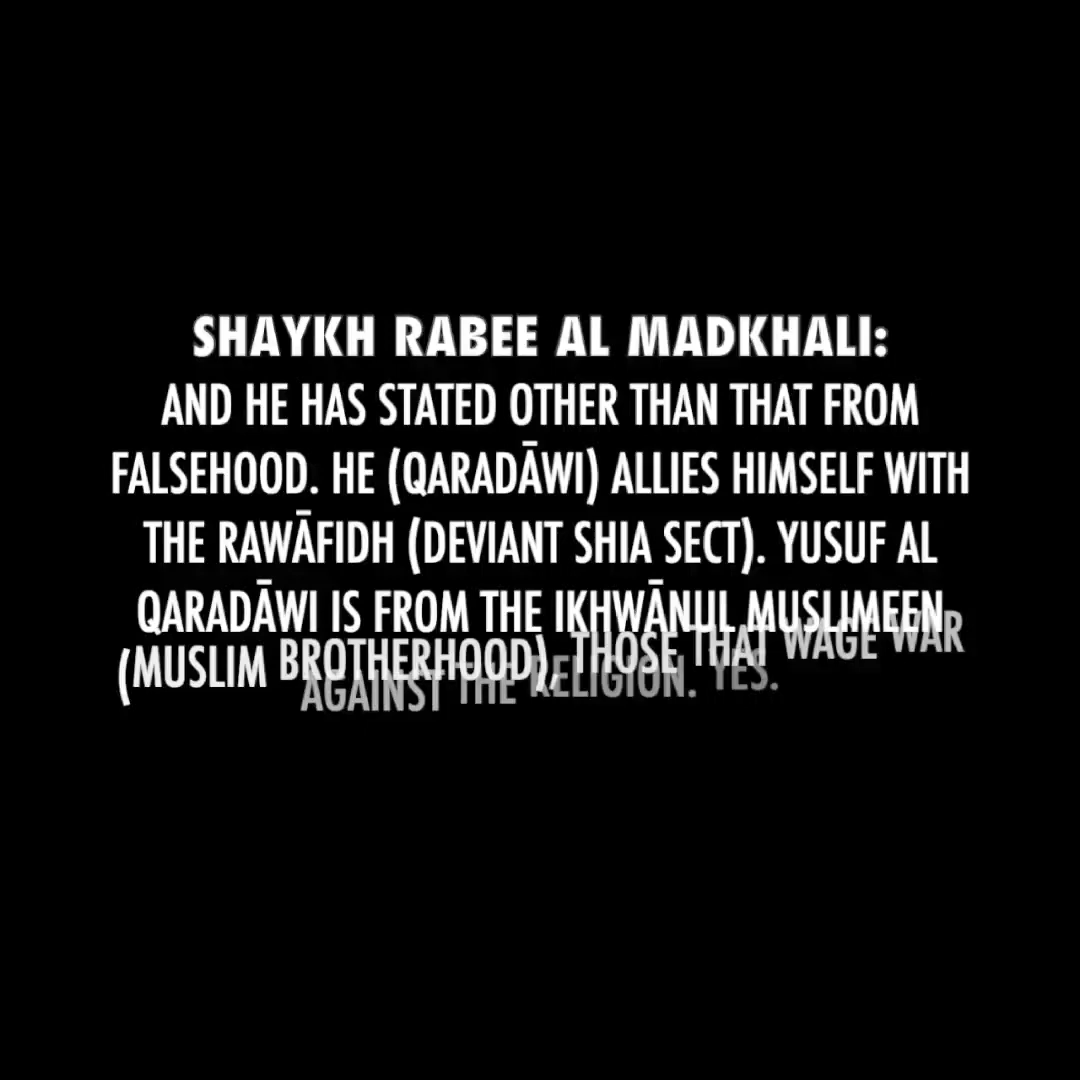 SHAYKH RABEE AL MADKHALI:
AND HE HAS STATED OTHER THAN THAT FROM
FALSEHOOD. HE (QARADĀWI) ALLIES HIMSELF WITH
THE RAWĀFIDH (DEVIANT SHIA SECT). YUSUF AL
QARADĀWI IS FROM THE IKHWĀNUL MUSLIMEEN
(MUSLIM BROTHERHOOD), THOSE THAT WAGE WAR
AGAINST THE RELIGION. YES.